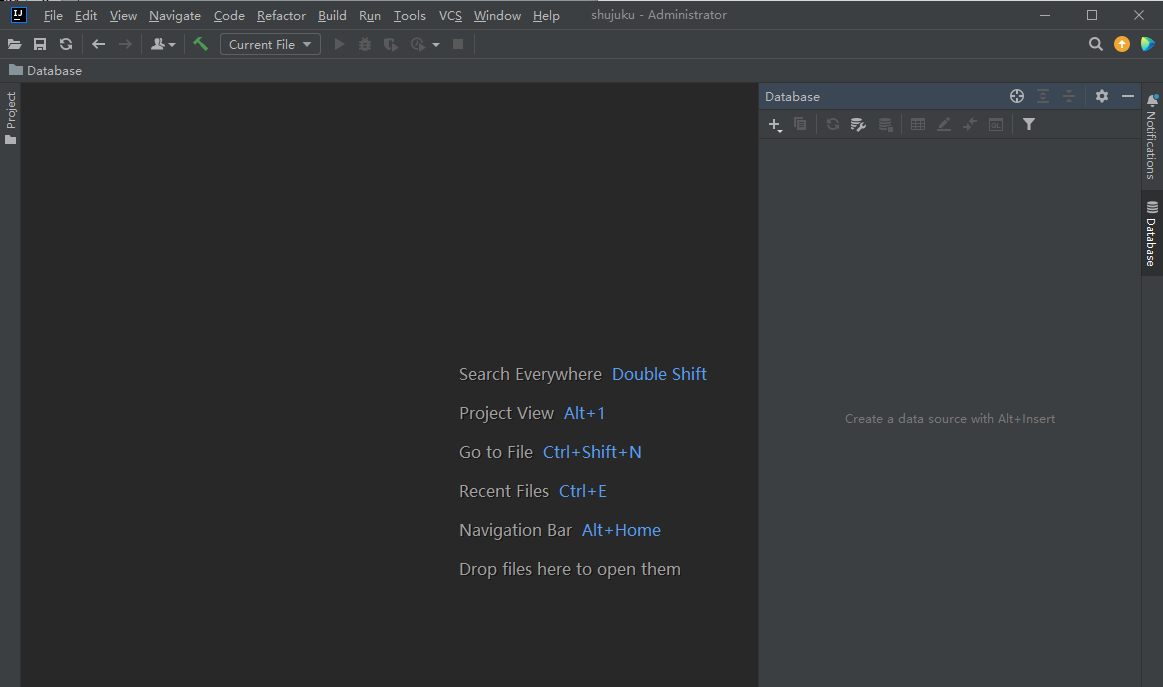 File Edit View Navigate Code Refactor Build Run Tools VCS Window Help shujuku - Administrator
Current File
Database
Project
Database
Notifications
Database
Search Everywhere Double Shift
Project View Alt+1
Go to File Ctrl+Shift+N
Recent Files Ctrl+E
Navigation Bar Alt+Home
Drop files here to open them
Create a data source with Alt+Insert